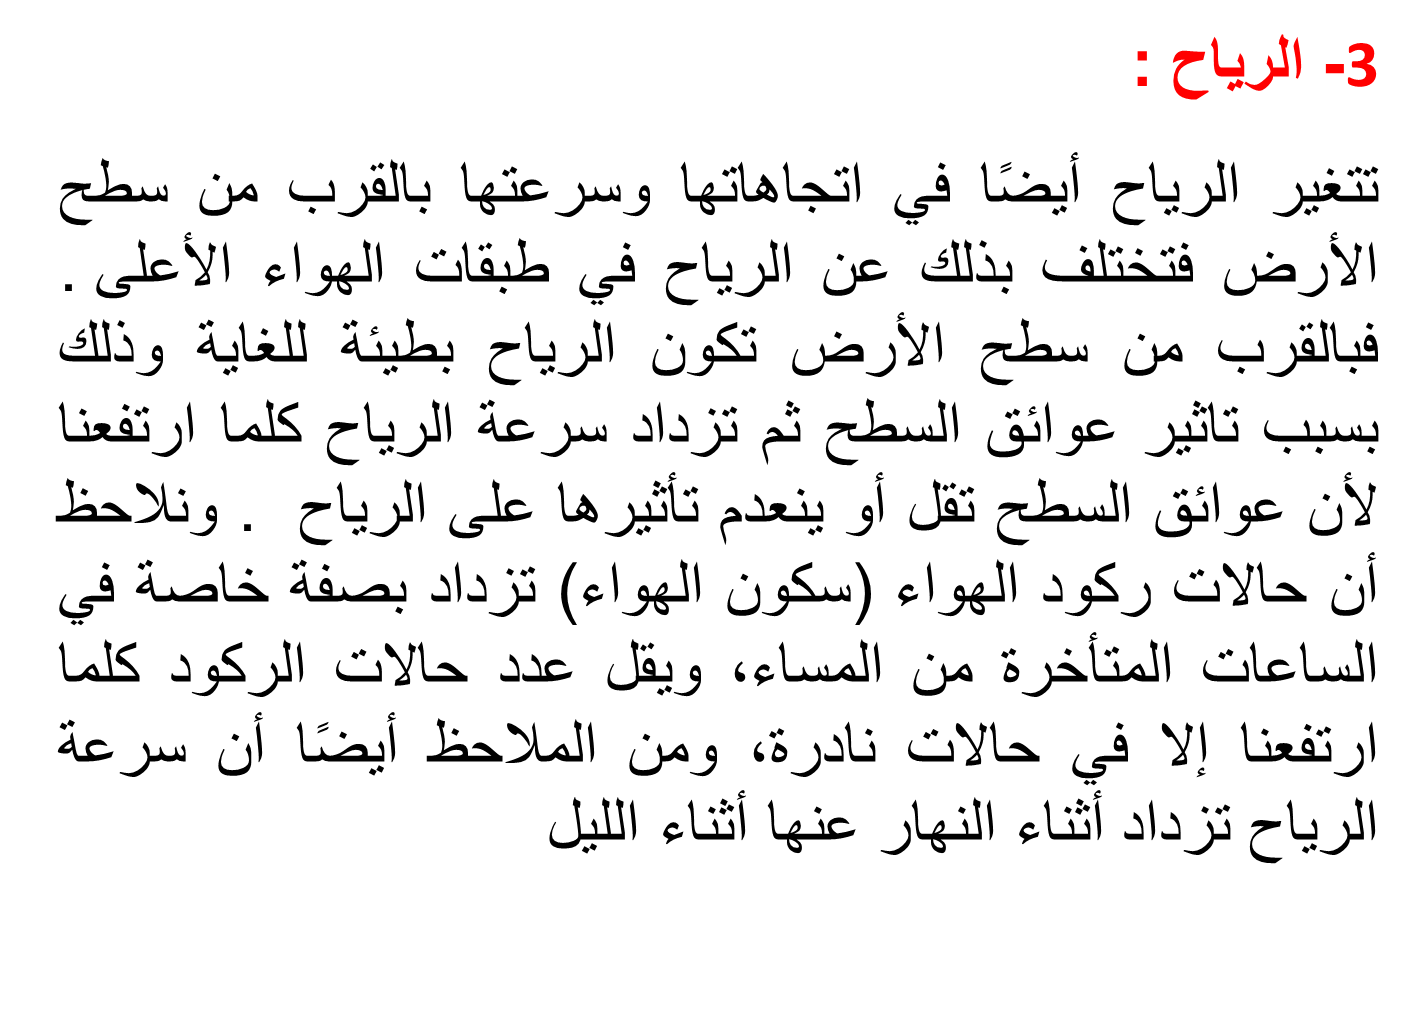 3- الرياح :
تتغير الرياح أيضًا في اتجاهاتها وسرعتها بالقرب من سطح
الأرض فتختلف بذلك عن الرياح في طبقات الهواء الأعلى .
فبالقرب من سطح الأرض تكون الرياح بطيئة للغاية وذلك
بسبب تاثير عوائق السطح ثم تزداد سرعة الرياح كلما ارتفعنا
لأن عوائق السطح تقل أو ينعدم تأثيرها على الرياح . ونلاحظ
أن حالات ركود الهواء (سكون الهواء) تزداد بصفة خاصة في
الساعات المتأخرة من المساء، ويقل عدد حالات الركود كلما
ارتفعنا إلا في حالات نادرة، ومن الملاحظ أيضًا أن سرعة
الرياح تزداد أثناء النهار عنها أثناء الليل